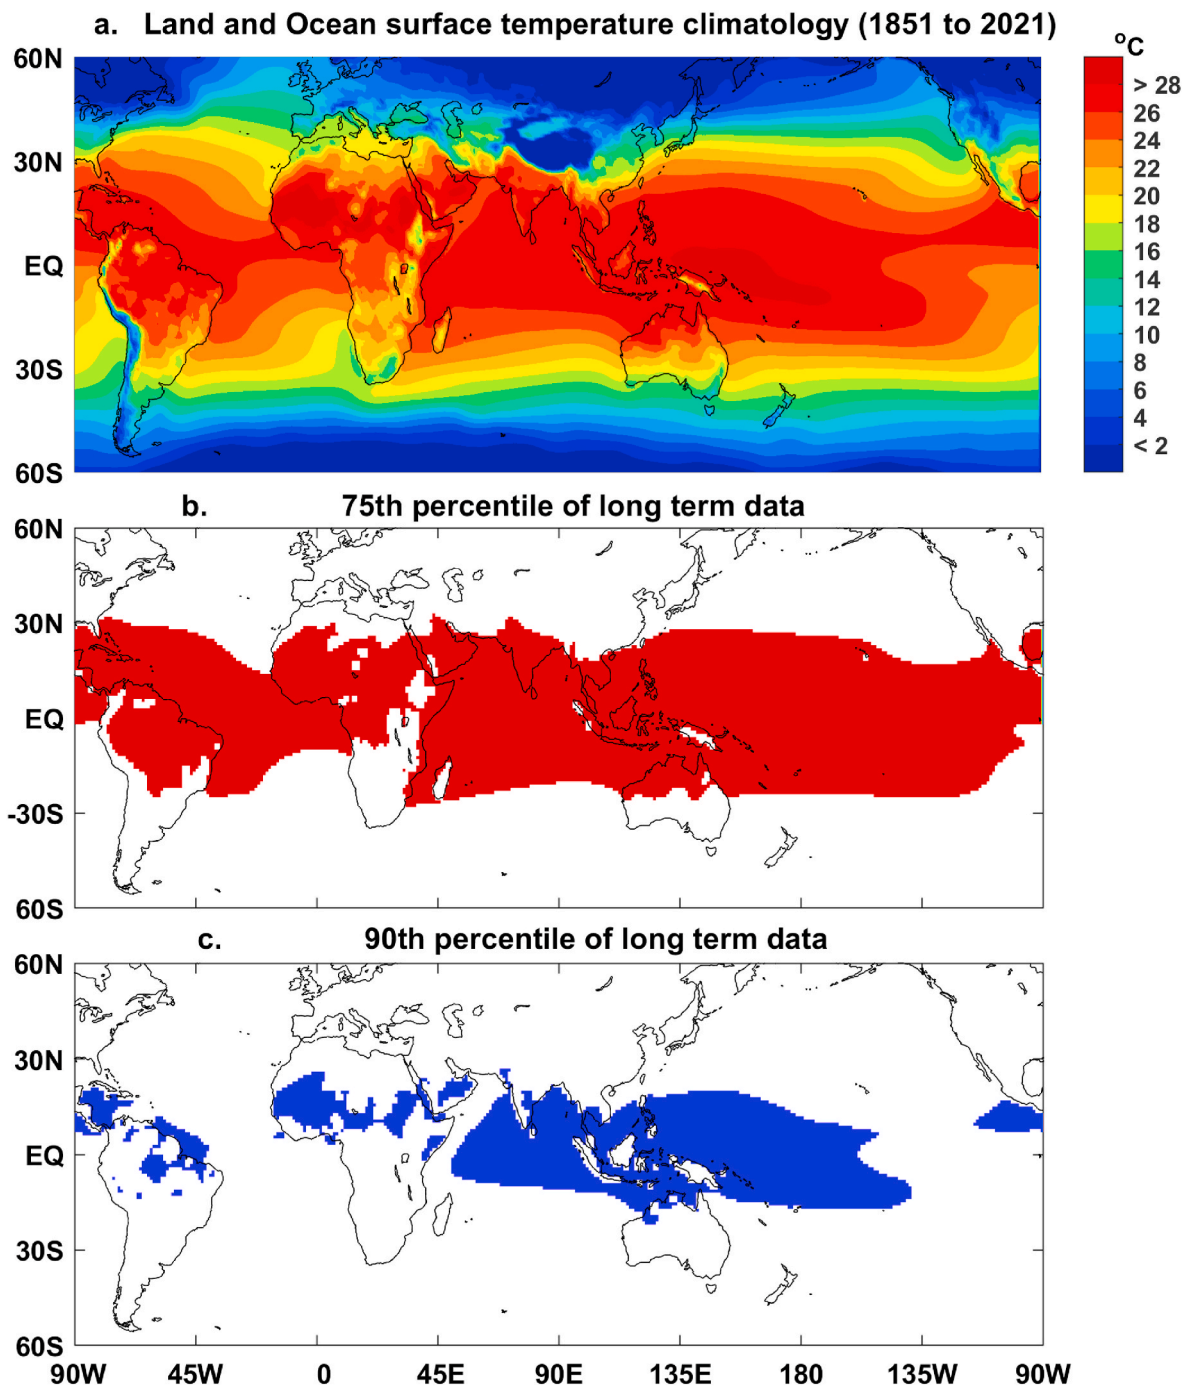 a. Land and Ocean surface temperature climatology (1851 to 2021)
°C
60N
30N
EQ
30S
60S
> 28
26
24
22
20
18
16
14
12
10
8
6
4
< 2
b. 75th percentile of long term data
60N
30N
EQ
-30S
60S
c. 90th percentile of long term data
60N
30N
EQ
30S
60S
90W 45W 0 45E 90E 135E 180 135W 90W